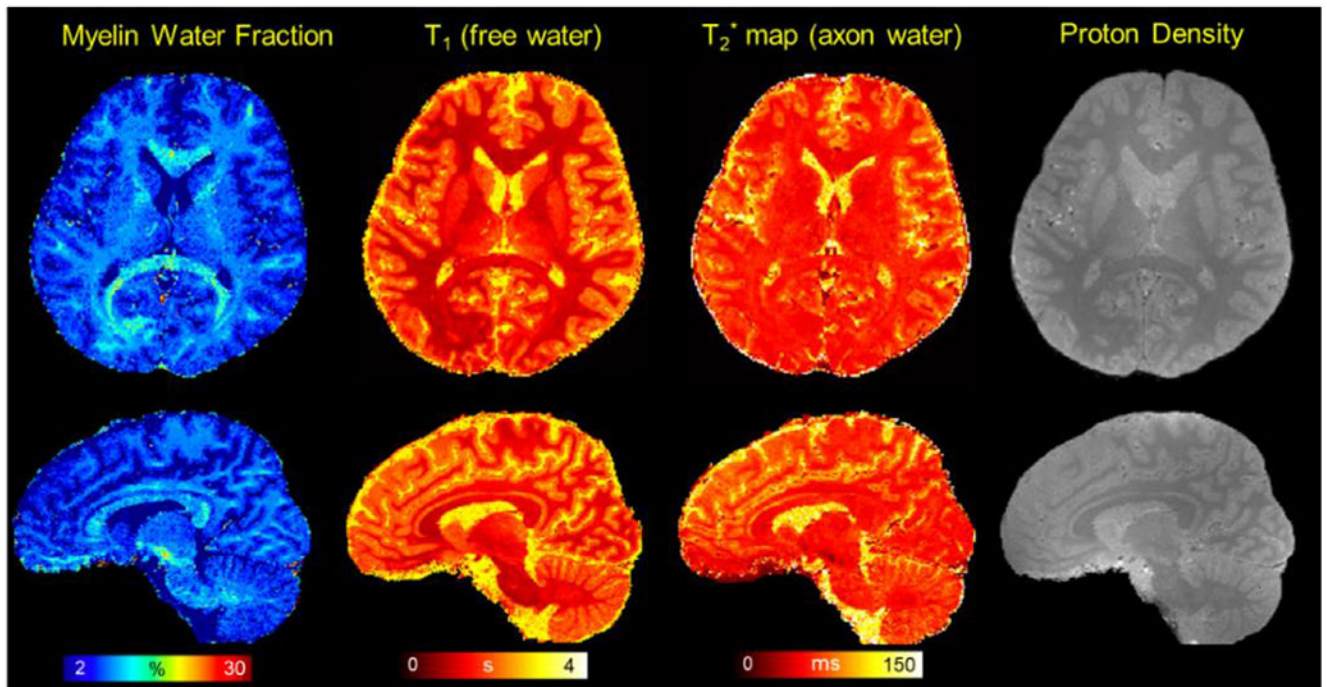 Myelin Water Fraction
T₁ (free water)
T₂* map (axon water)
Proton Density
2 % 30
0 s 4
0 ms 150